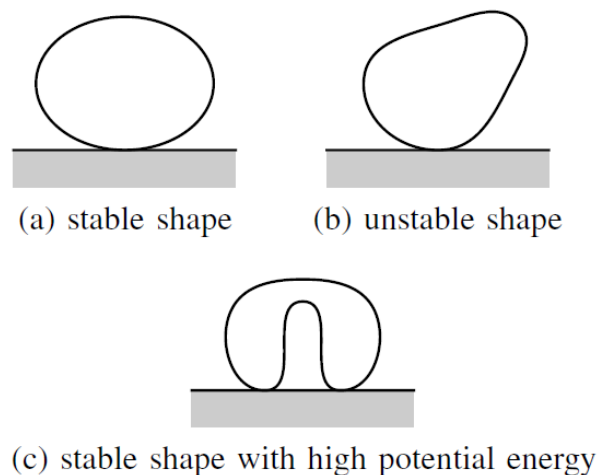 (a) stable shape
(b) unstable shape
(c) stable shape with high potential energy